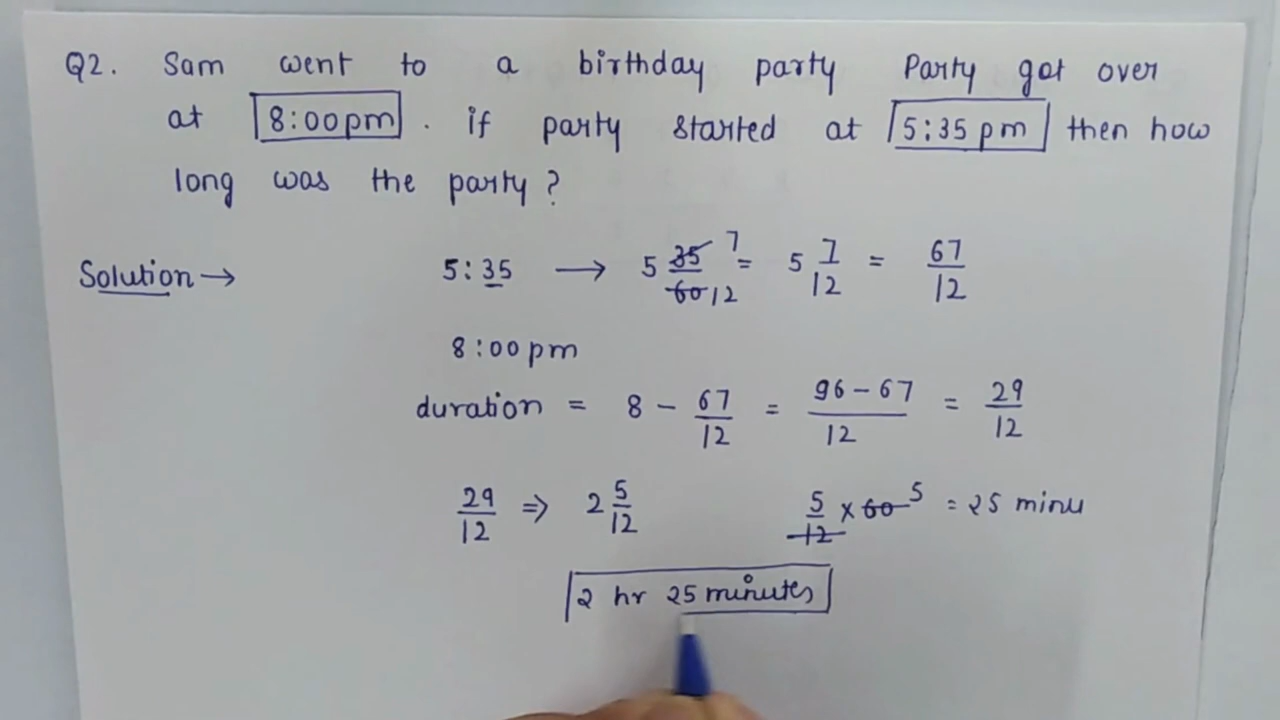 Q2. Sam went to a birthday party Party got over
at 8:00pm. if party started at 5:35 pm then how
long was the party?
Solution → 5:35 → 5 35/60 7 12 = 5 7/12 = 67/12
8:00pm
duration = 8 - 67/12 = 96-67/12 = 29/12
29/12 ⇒ 2 5/12 5/12 x 60 5 = 25 minu
2 hr 25 minutes